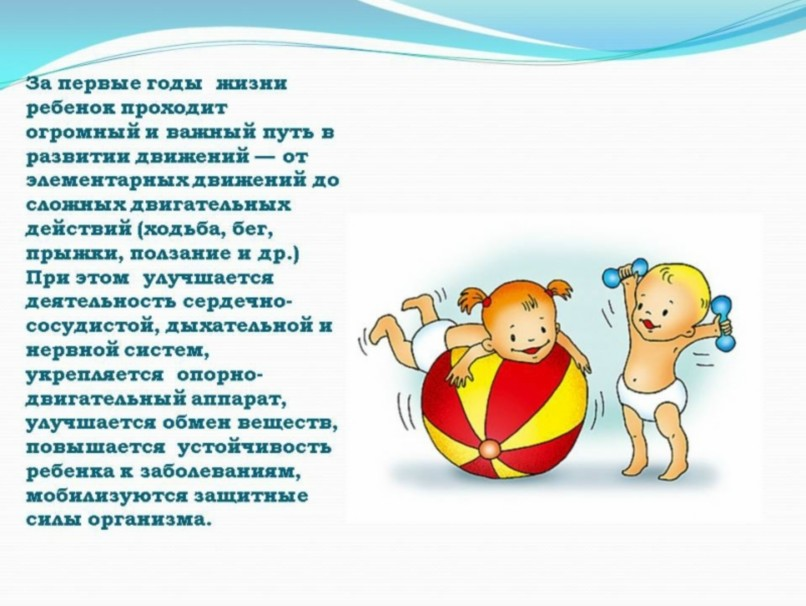 За первые годы жизни
ребенок проходит
огромный и важный путь в
развитии движений — от
элементарных движений до
сложных двигательных
действий (ходьба, бег,
прыжки, ползание и др.)
При этом улучшается
деятельность сердечно-
сосудистой, дыхательной и
нервной систем,
укрепляется опорно-
двигательный аппарат,
улучшается обмен веществ,
повышается устойчивость
ребенка к заболеваниям,
мобилизуются защитные
силы организма.